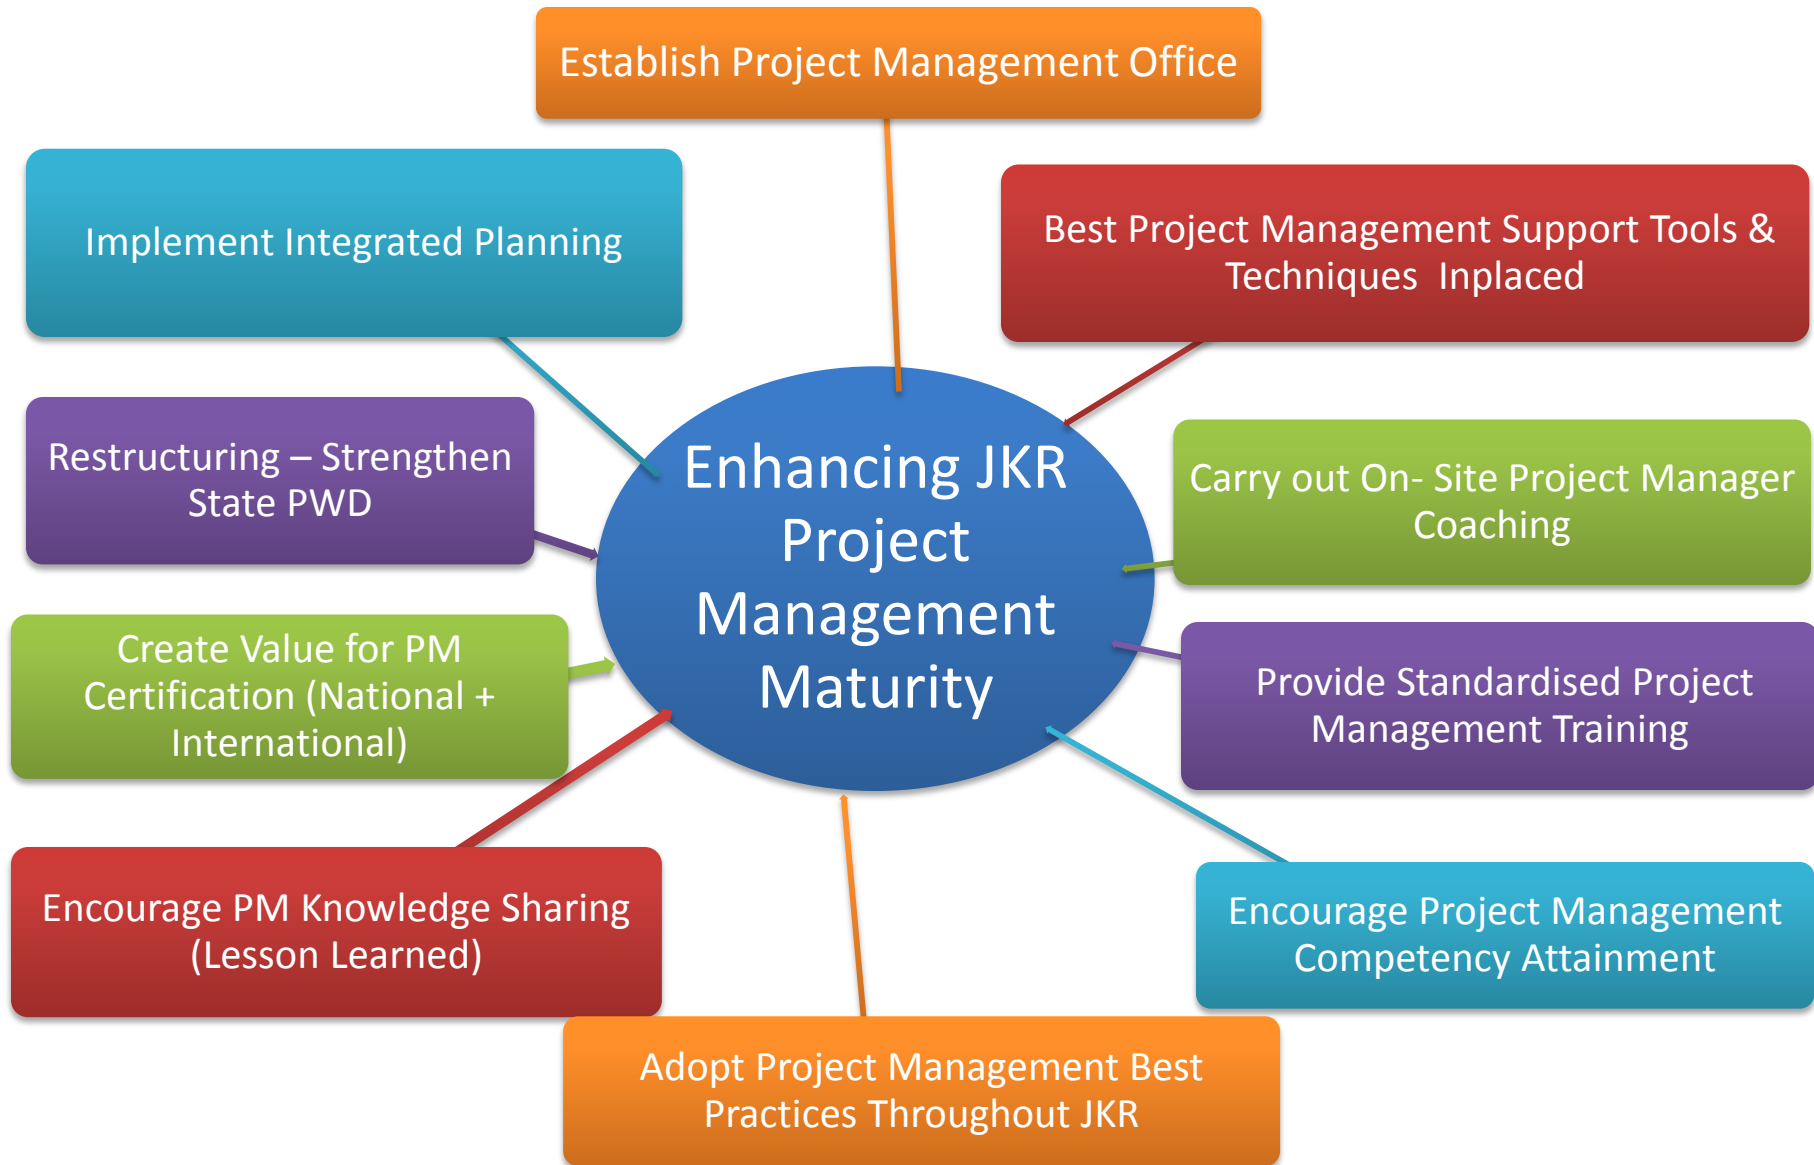 Establish Project Management Office
Implement Integrated Planning
Best Project Management Support Tools &
Techniques  Inplaced
Restructuring – Strengthen
State PWD
Enhancing JKR
Project
Management
Maturity
Carry out On- Site Project Manager
Coaching
Create Value for PM
Certification (National +
International)
Provide Standardised Project
Management Training
Encourage PM Knowledge Sharing
(Lesson Learned)
Encourage Project Management
Competency Attainment
Adopt Project Management Best
Practices Throughout JKR